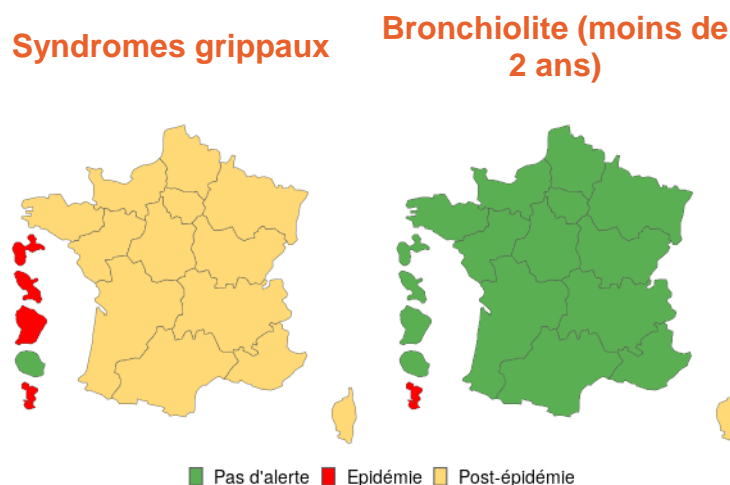 Syndromes grippaux
Bronchiolite (moins de
2 ans)
Pas d'alerte
Epidémie
Post-épidémie